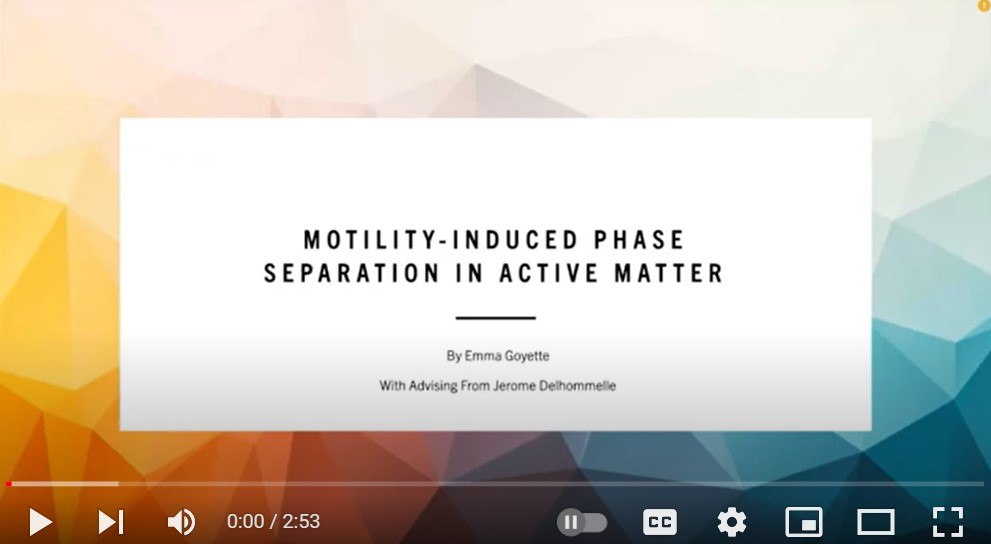 MOTILITY-INDUCED PHASE
SEPARATION IN ACTIVE MATTER
By Emma Goyette
With Advising From Jerome Delhommelle
0:00 / 2:53
CC